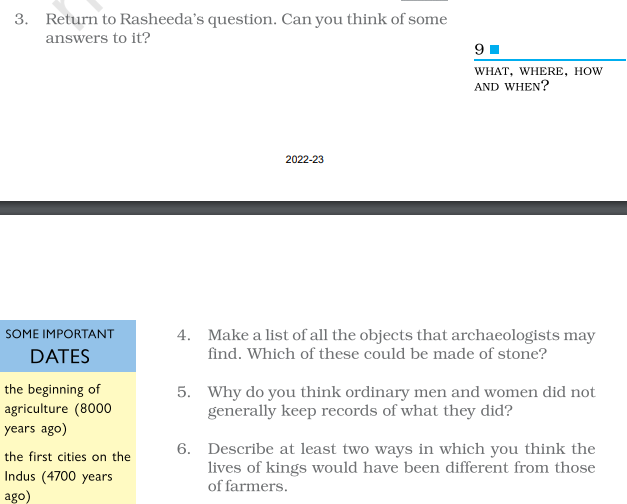 3. Return to Rasheeda's question. Can you think of some
answers to it?
9
WHAT, WHERE, HOW
AND WHEN?
2022-23
SOME IMPORTANT
DATES
the beginning of
agriculture (8000
years ago)
the first cities on the
Indus (4700 years
ago)
4. Make a list of all the objects that archaeologists may
find. Which of these could be made of stone?
5. Why do you think ordinary men and women did not
generally keep records of what they did?
6. Describe at least two ways in which you think the
lives of kings would have been different from those
of farmers.